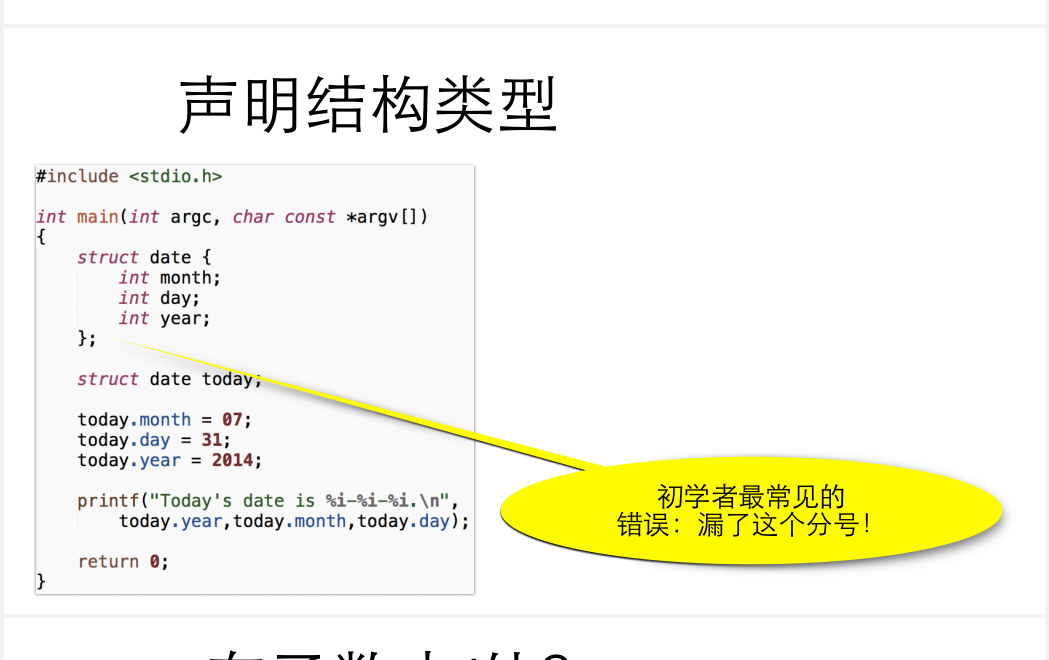 声明结构类型
#include <stdio.h>
int main(int argc, char const *argv[])
{
struct date {
int month;
int day;
int year;
};
struct date today;
today.month = 07;
today.day = 31;
today.year = 2014;
printf("Today's date is %i-%i-%i.\n",
today.year,today.month,today.day);
return 0;
}
初学者最常见的
错误：漏了这个分号！